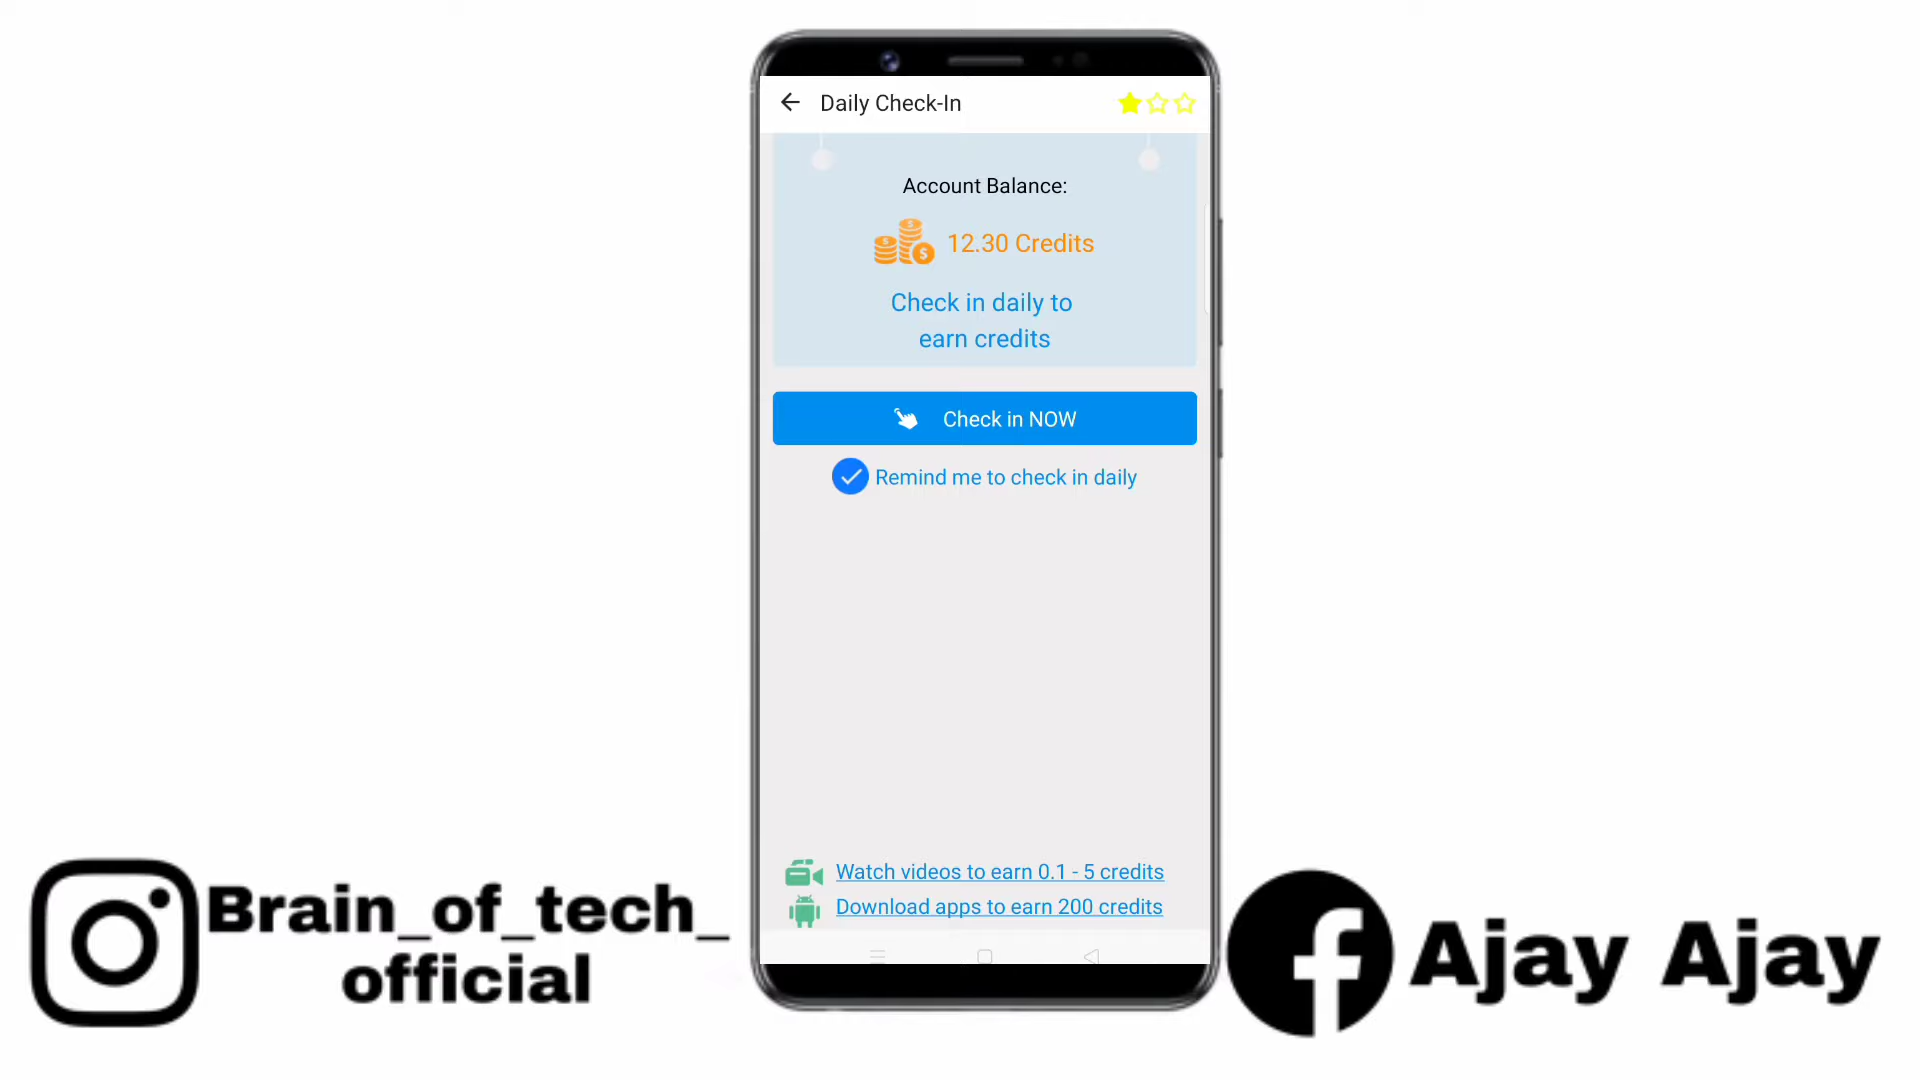 Daily Check-In
Account Balance:
12.30 Credits
Check in daily to
earn credits
Check in NOW
Remind me to check in daily
Watch videos to earn 0.1 - 5 credits
Download apps to earn 200 credits
Brain_of_tech_
official
Ajay Ajay